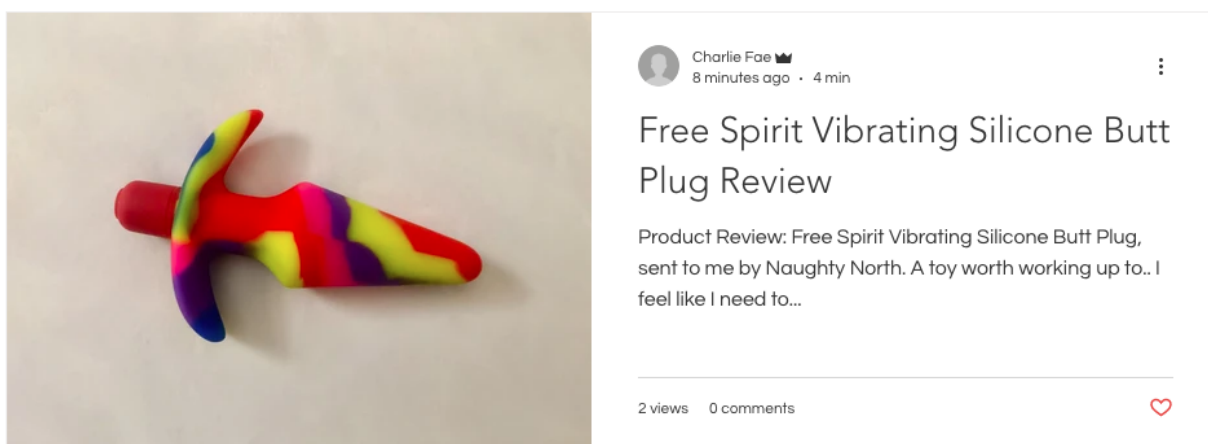 Charlie Fae
8 minutes ago · 4 min
Free Spirit Vibrating Silicone Butt
Plug Review
Product Review: Free Spirit Vibrating Silicone Butt Plug,
sent to me by Naughty North. A toy worth working up to.. I
feel like I need to...
2 views 0 comments